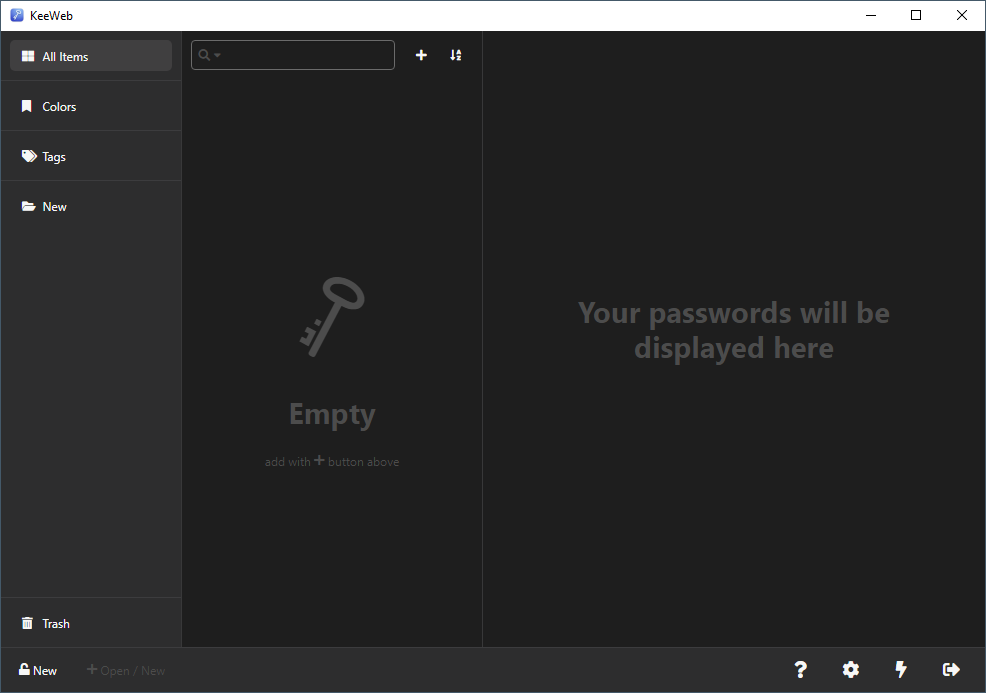 KeeWeb
All Items
Colors
Tags
New
Empty
add with + button above
Your passwords will be
displayed here
Trash
New
+ Open / New